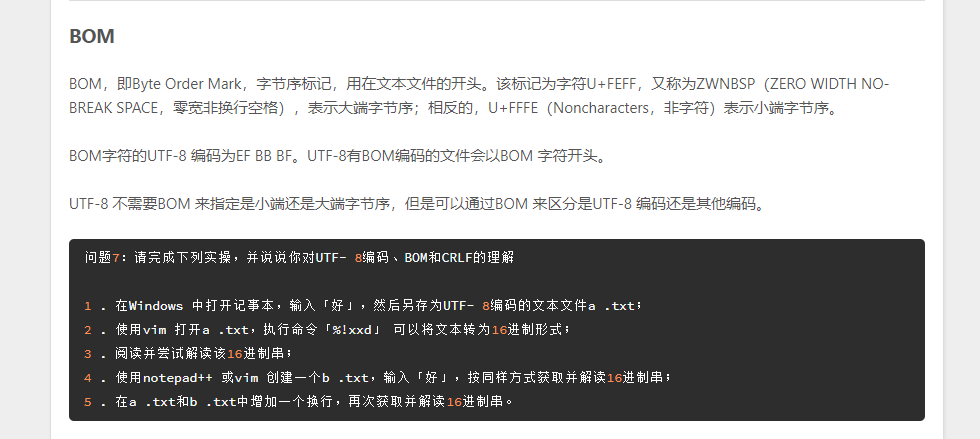 BOM
BOM，即Byte Order Mark，字节序标记，用在文本文件的开头。该标记为字符U+FEFF，又称为ZWNBSP（ZERO WIDTH NO-
BREAK SPACE，零宽非换行空格），表示大端字节序；相反的，U+FFFE（Noncharacters，非字符）表示小端字节序。
BOM字符的UTF-8 编码为EF BB BF。UTF-8有BOM编码的文件会以BOM 字符开头。
UTF-8 不需要BOM 来指定是小端还是大端字节序，但是可以通过BOM 来区分是UTF-8 编码还是其他编码。
问题7：请完成下列实操，并说说你对UTF- 8编码、BOM和CRLF的理解
1 . 在Windows 中打开记事本，输入「好」，然后另存为UTF- 8编码的文本文件a .txt；
2 . 使用vim 打开a .txt，执行命令「%!xxd」 可以将文本转为16进制形式；
3 . 阅读并尝试解读该16进制串；
4 . 使用notepad++ 或vim 创建一个b .txt，输入「好」，按同样方式获取并解读16进制串；
5 . 在a .txt和b .txt中增加一个换行，再次获取并解读16进制串。